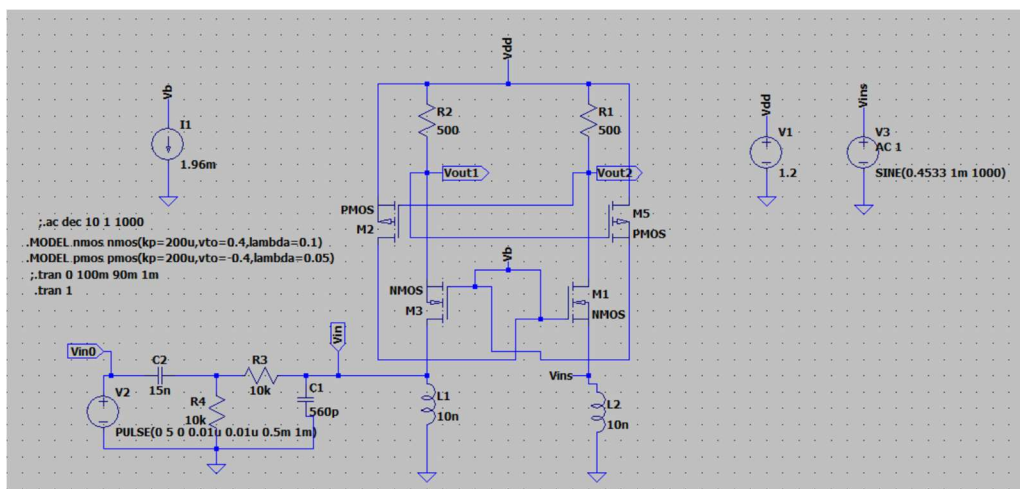 Vdd
Vb
I1
1.96m
R2
500
R1
500
Vdd
V1
1.2
Vins
V3
AC 1
SINE(0.4533 1m 1000)
Vout1
Vout2
PMOS
M2
M5
PMOS
;.ac dec 10 1 1000
.MODEL nmos nmos(kp=200u,vto=0.4,lambda=0.1)
.MODEL pmos pmos(kp=200u,vto=-0.4,lambda=0.05)
;.tran 0 100m 90m 1m
.tran 1
Vb
NMOS
M3
M1
NMOS
Vin
Vin0
C2
15n
R3
10k
V2
R4
10k
C1
560p
PULSE(0 5 0 0.01u 0.01u 0.5m 1m)
Vins
L1
10n
L2
10n